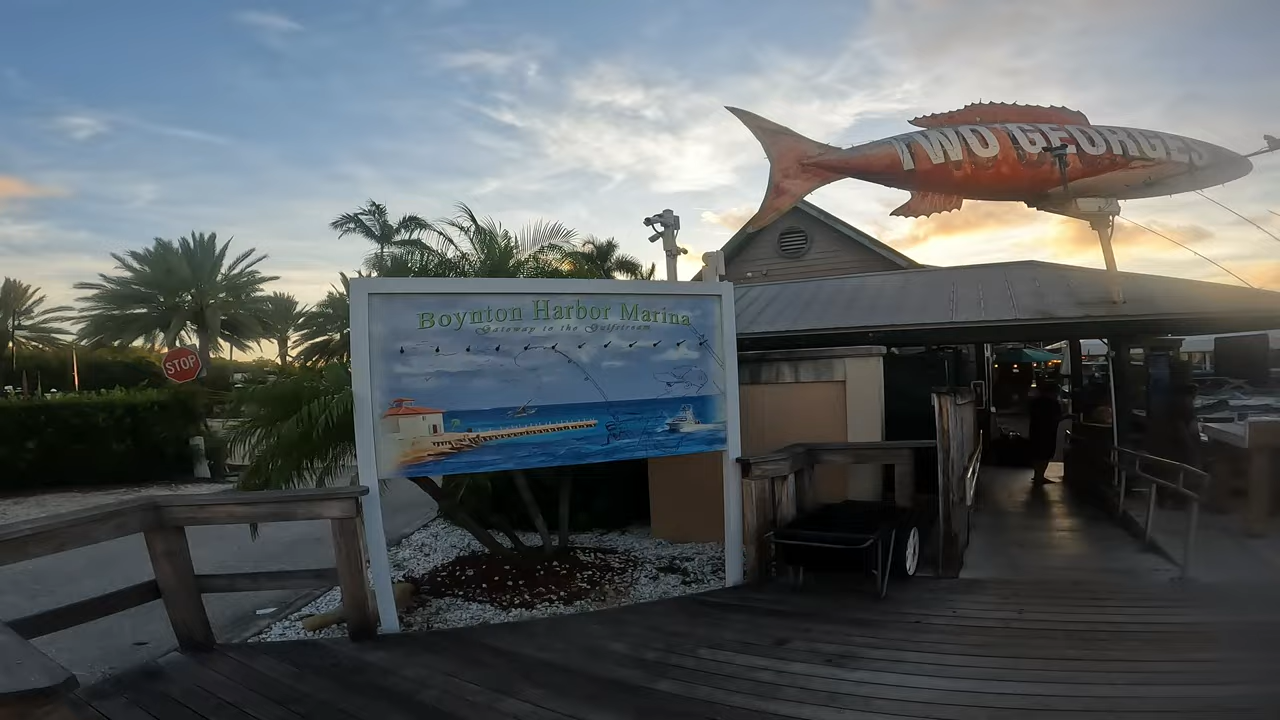 TWO GEORGES
Boynton Harbor Marina
Gateway to the Gulfstream
STOP